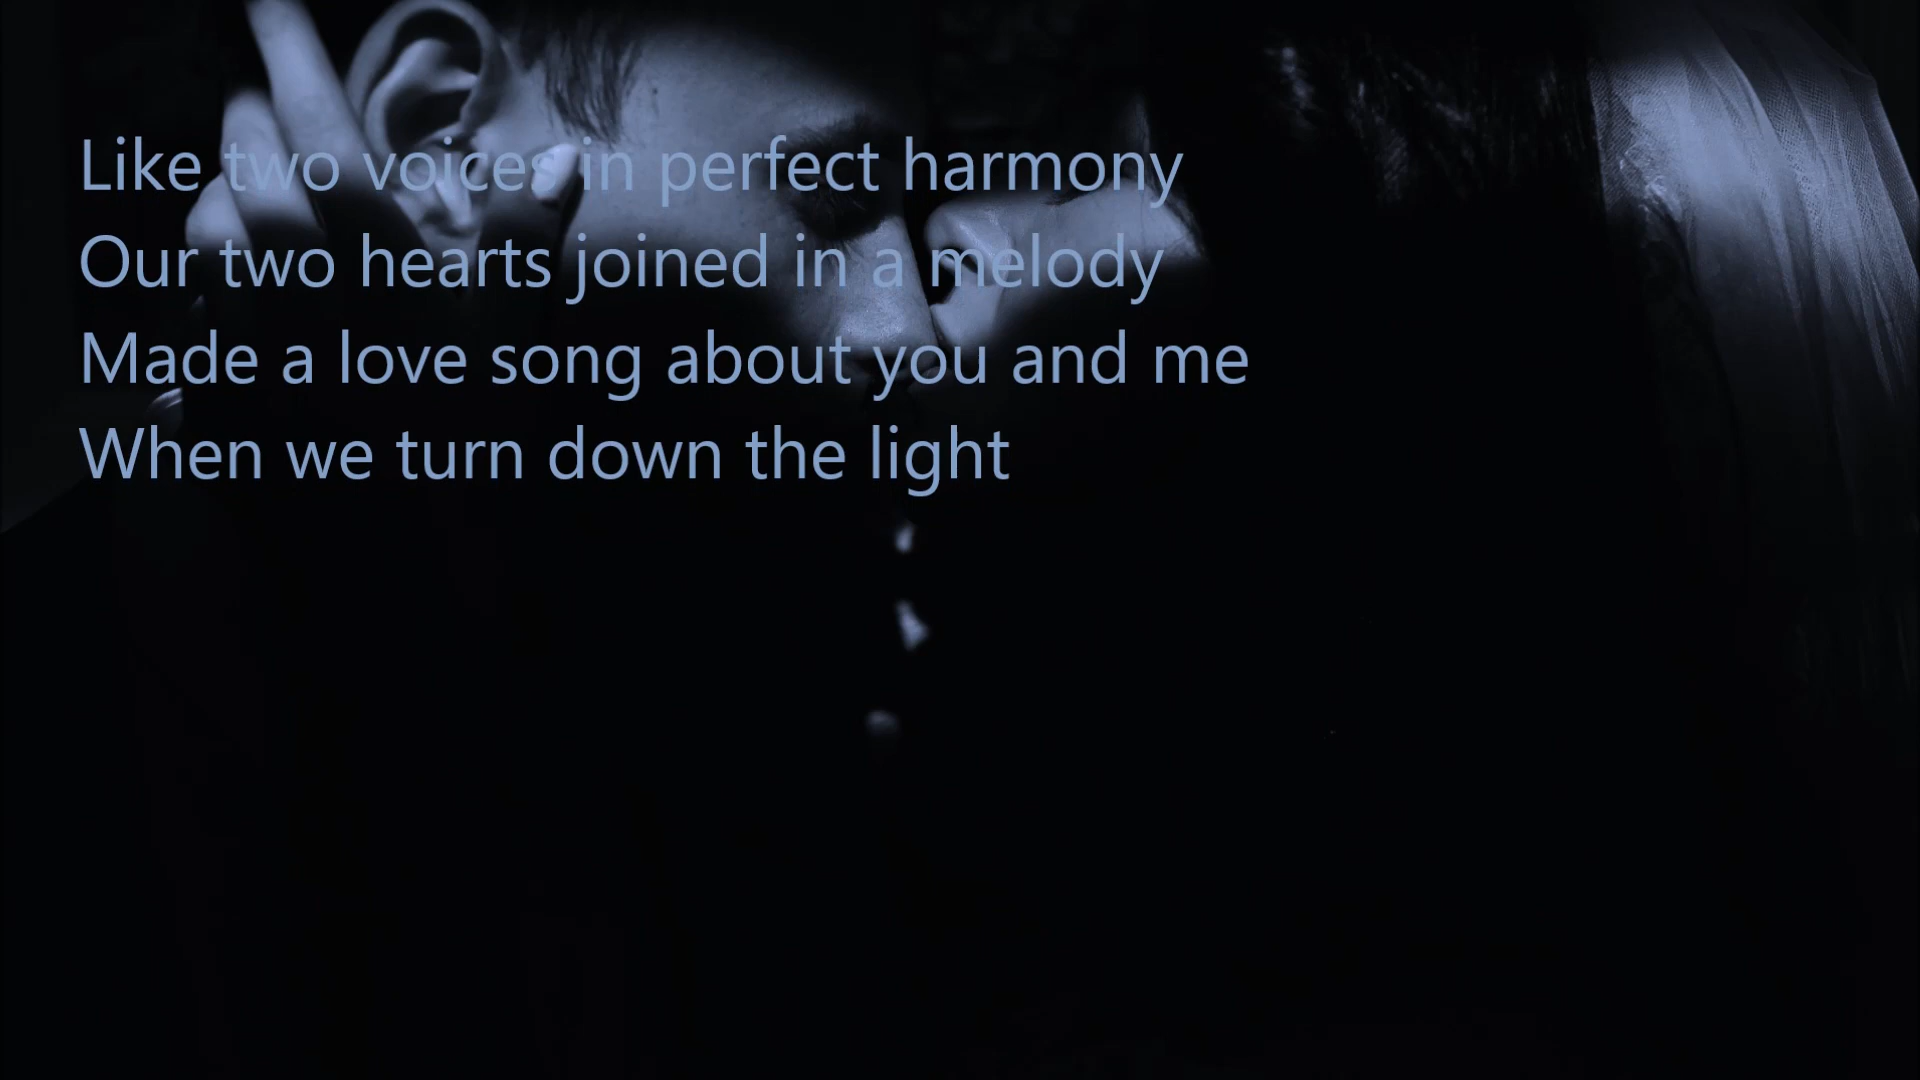 Like two voices in perfect harmony
Our two hearts joined in a melody
Made a love song about you and me
When we turn down the light